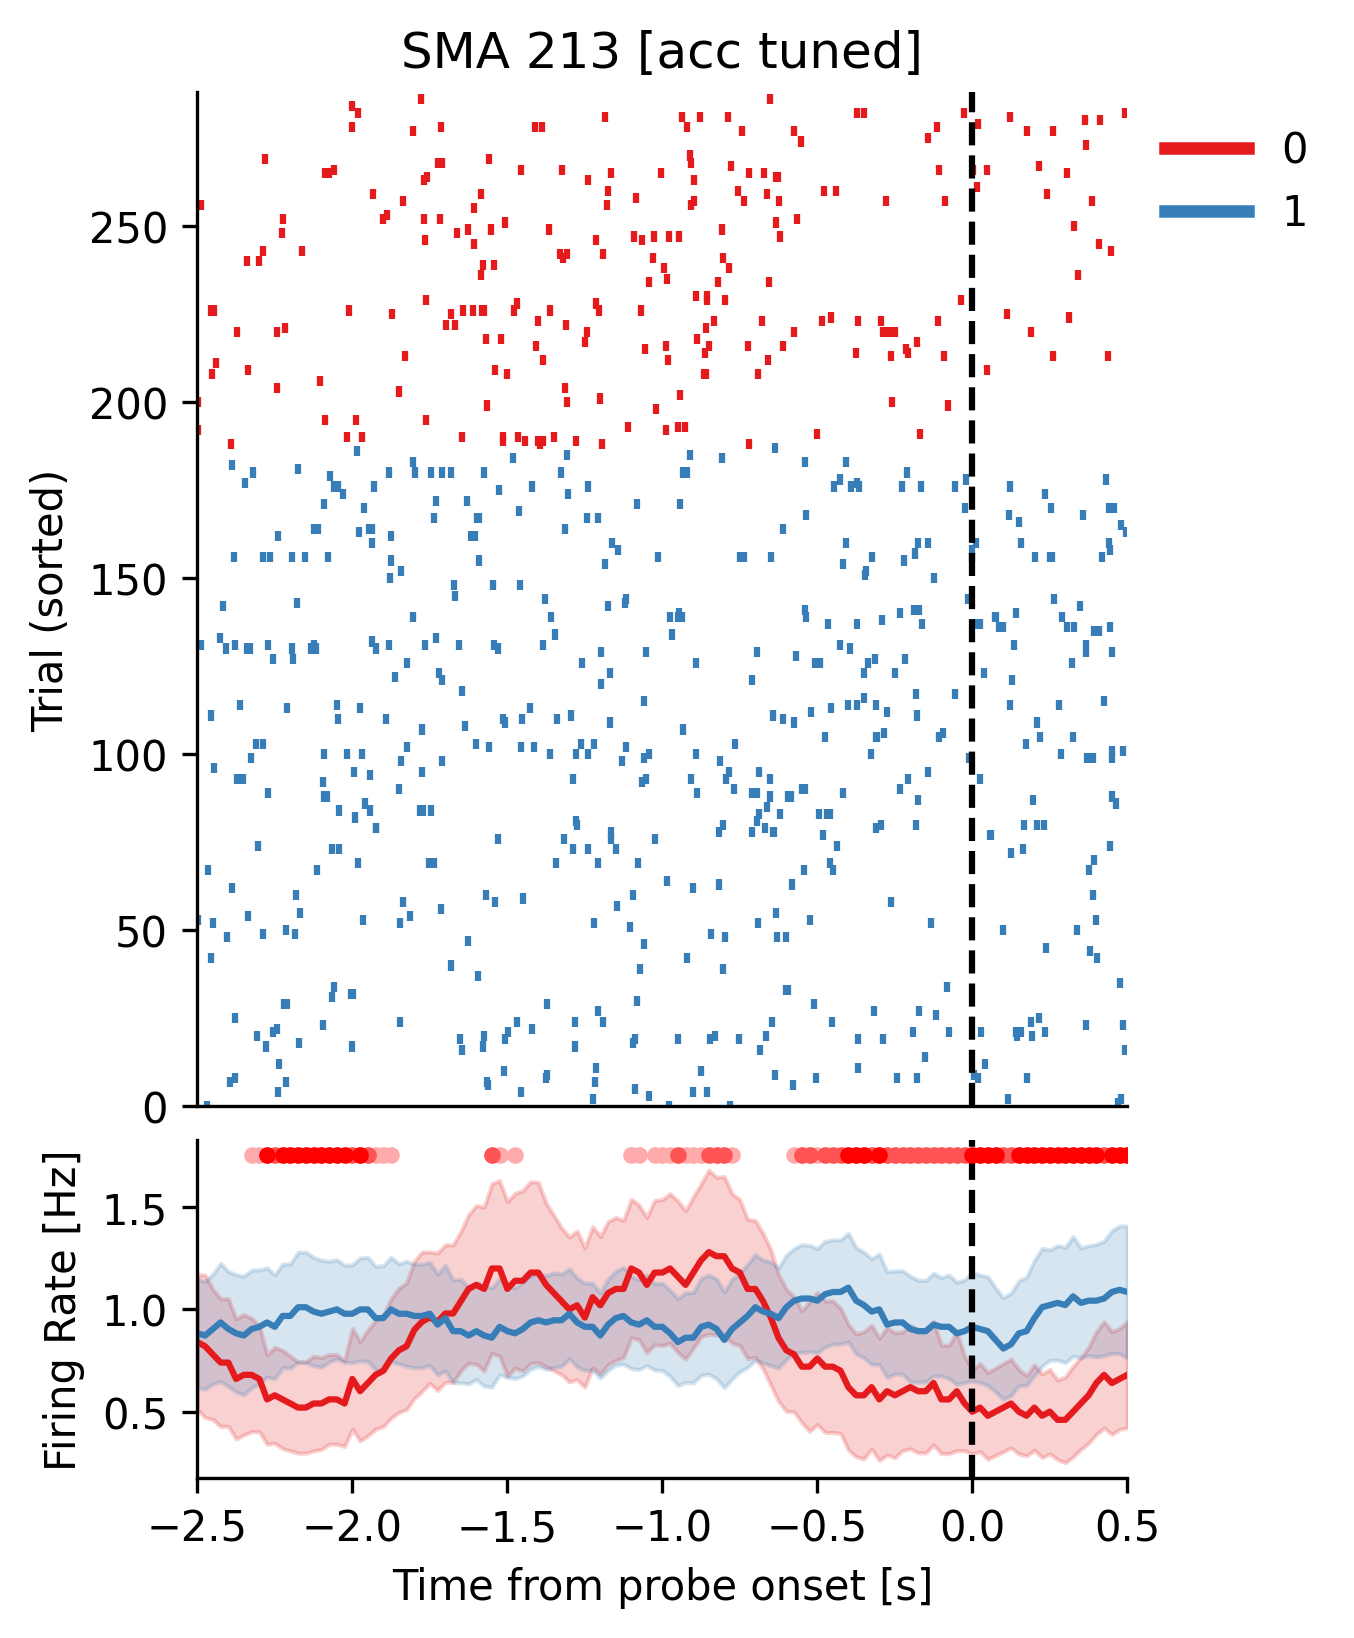 SMA 213 [acc tuned]
0
1
Trial (sorted)
250
200
150
100
50
0
Firing Rate [Hz]
1.5
1.0
0.5
−2.5 −2.0 −1.5 −1.0 −0.5 0.0 0.5
Time from probe onset [s]